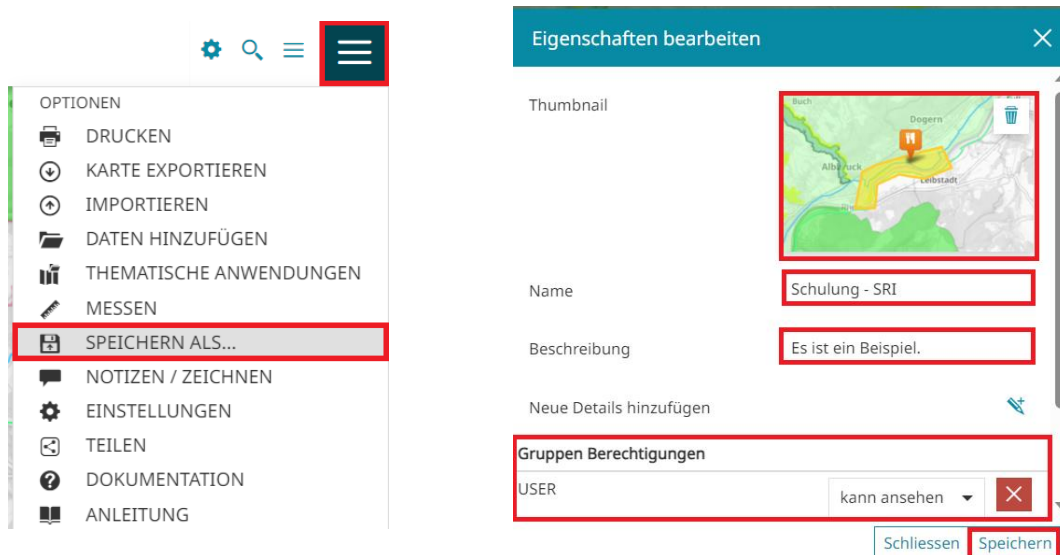 OPTIONEN
DRUCKEN
KARTE EXPORTIEREN
IMPORTIEREN
DATEN HINZUFÜGEN
THEMATISCHE ANWENDUNGEN
MESSEN
SPEICHERN ALS...
NOTIZEN / ZEICHNEN
EINSTELLUNGEN
TEILEN
DOKUMENTATION
ANLEITUNG
Eigenschaften bearbeiten
Thumbnail
Buch
Dogern
Leibstadt
Name
Schulung - SRI
Beschreibung
Es ist ein Beispiel.
Neue Details hinzufügen
Gruppen Berechtigungen
USER
kann ansehen
Schliessen
Speichern